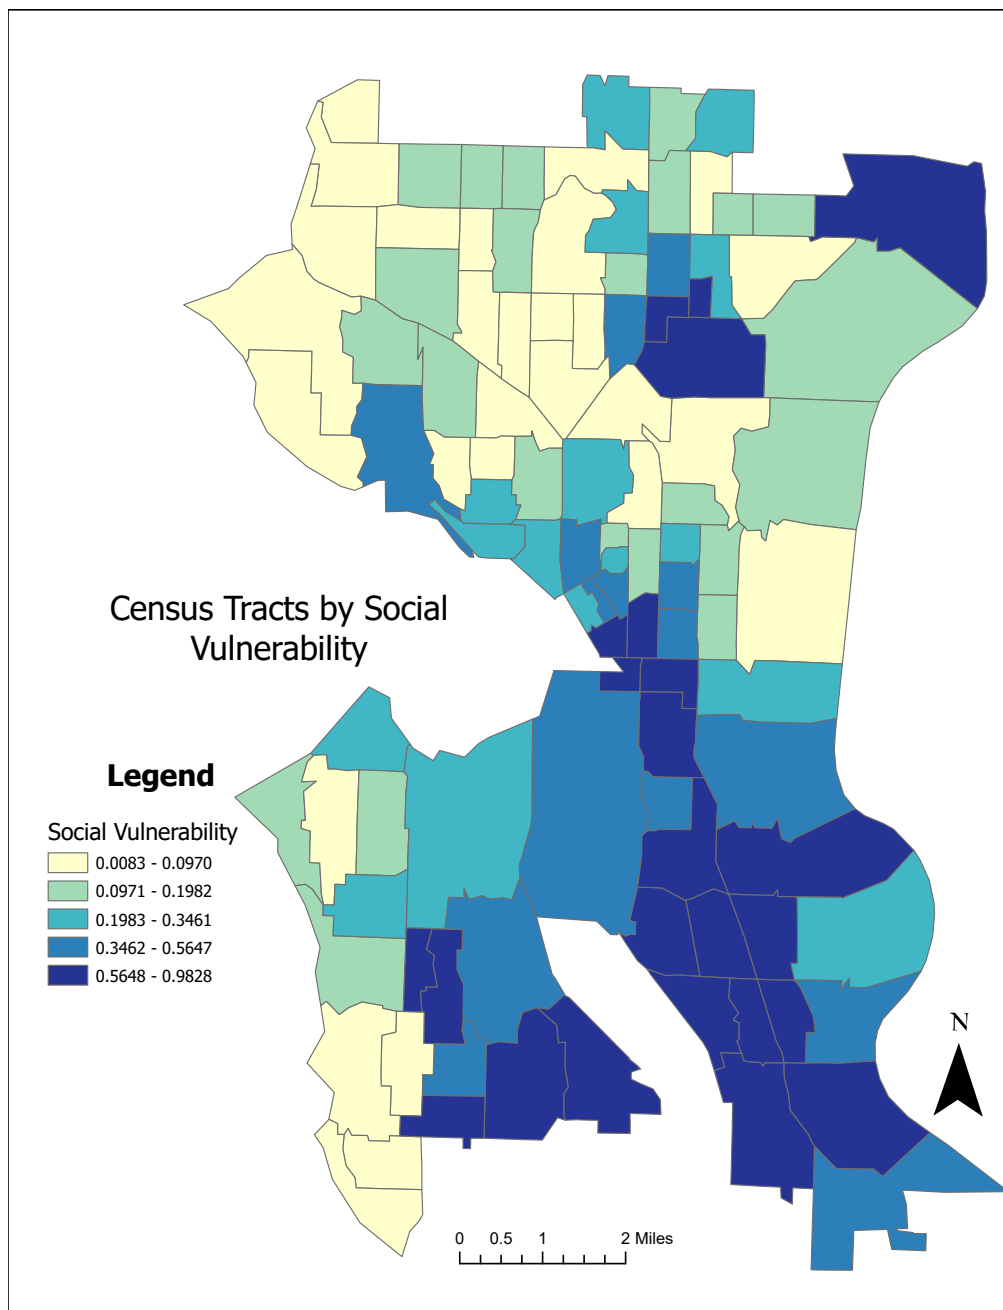 Census Tracts by Social
Vulnerability
Legend
Social Vulnerability
0.0083 - 0.0970
0.0971 - 0.1982
0.1983 - 0.3461
0.3462 - 0.5647
0.5648 - 0.9828
N
0 0.5 1 2 Miles